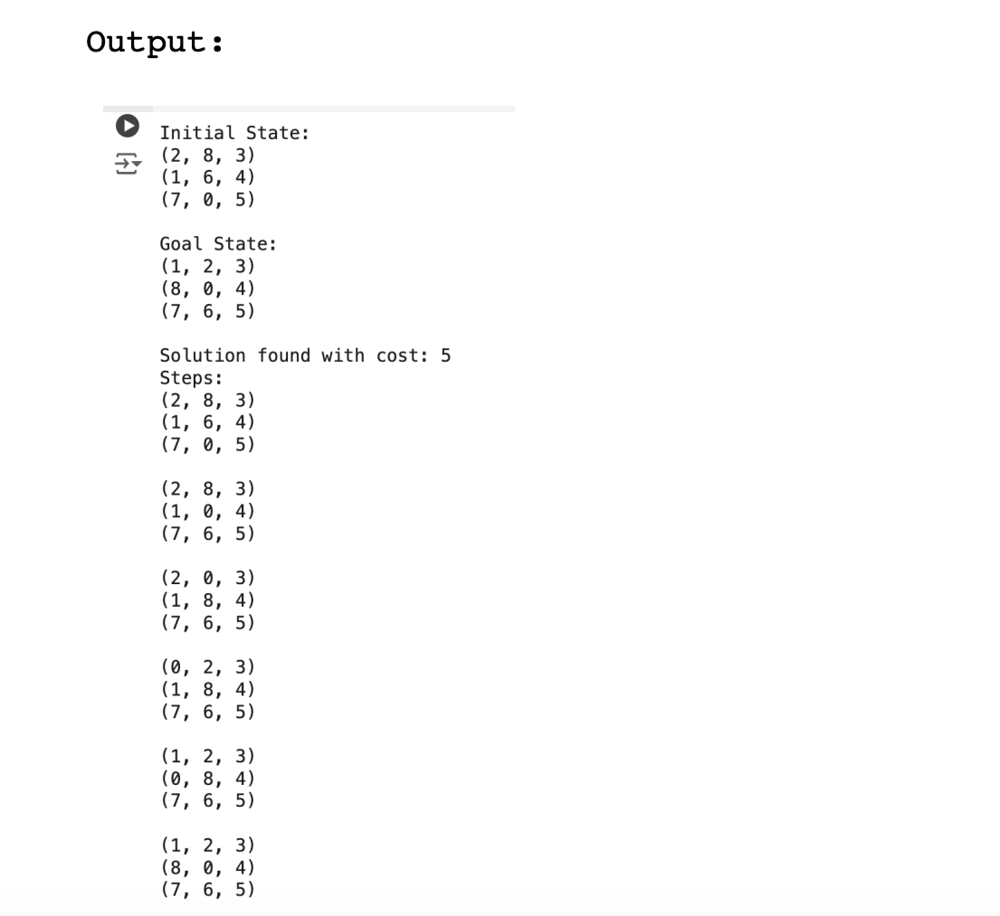 Output:
Initial State:
(2, 8, 3)
(1, 6, 4)
(7, 0, 5)
Goal State:
(1, 2, 3)
(8, 0, 4)
(7, 6, 5)
Solution found with cost: 5
Steps:
(2, 8, 3)
(1, 6, 4)
(7, 0, 5)
(2, 8, 3)
(1, 0, 4)
(7, 6, 5)
(2, 0, 3)
(1, 8, 4)
(7, 6, 5)
(0, 2, 3)
(1, 8, 4)
(7, 6, 5)
(1, 2, 3)
(0, 8, 4)
(7, 6, 5)
(1, 2, 3)
(8, 0, 4)
(7, 6, 5)